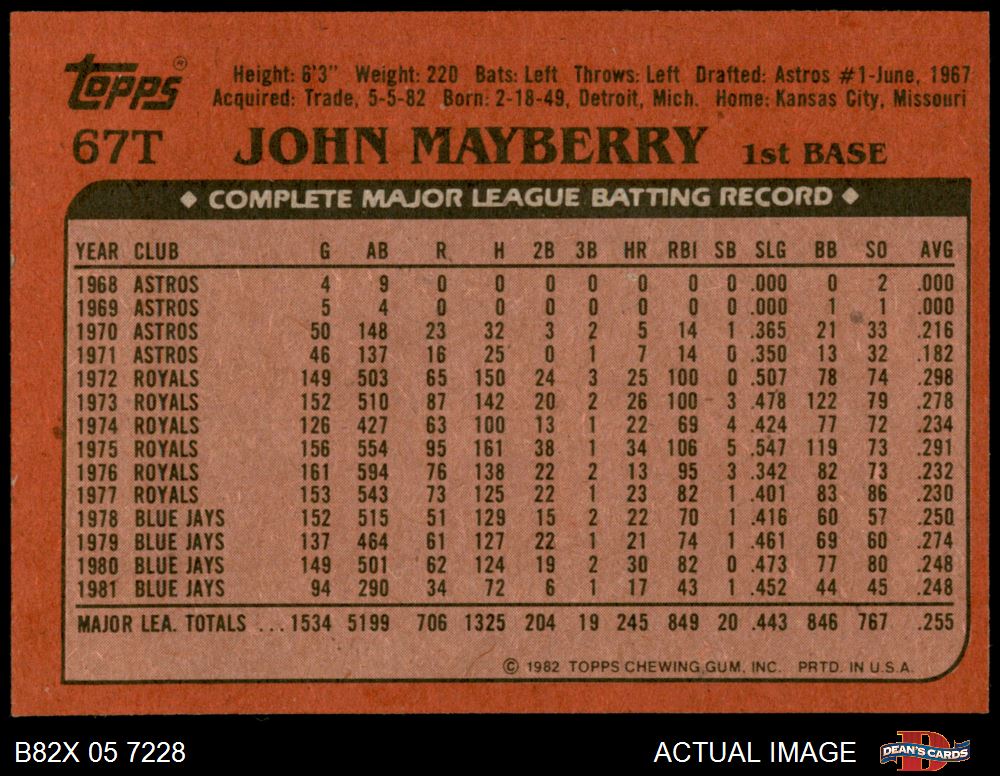 topps® Height: 6'3" Weight: 220 Bats: Left Throws: Left Drafted: Astros #1-June, 1967
Acquired: Trade, 5-5-82 Born: 2-18-49, Detroit, Mich. Home: Kansas City, Missouri
67T JOHN MAYBERRY 1st BASE
◆ COMPLETE MAJOR LEAGUE BATTING RECORD ◆
YEAR CLUB G AB R H 2B 3B HR RBI SB SLG BB SO AVG
1968 ASTROS 4 9 0 0 0 0 0 0 0 .000 0 2 .000
1969 ASTROS 5 4 0 0 0 0 0 0 0 .000 1 1 .000
1970 ASTROS 50 148 23 32 3 2 5 14 1 .365 21 33 .216
1971 ASTROS 46 137 16 25 0 1 7 14 0 .350 13 32 .182
1972 ROYALS 149 503 65 150 24 3 25 100 0 .507 78 74 .298
1973 ROYALS 152 510 87 142 20 2 26 100 3 .478 122 79 .278
1974 ROYALS 126 427 63 100 13 1 22 69 4 .424 77 72 .234
1975 ROYALS 156 554 95 161 38 1 34 106 5 .547 119 73 .291
1976 ROYALS 161 594 76 138 22 2 13 95 3 .342 82 73 .232
1977 ROYALS 153 543 73 125 22 1 23 82 1 .401 83 86 .230
1978 BLUE JAYS 152 515 51 129 15 2 22 70 1 .416 60 57 .250
1979 BLUE JAYS 137 464 61 127 22 1 21 74 1 .461 69 60 .274
1980 BLUE JAYS 149 501 62 124 19 2 30 82 0 .473 77 80 .248
1981 BLUE JAYS 94 290 34 72 6 1 17 43 1 .452 44 45 .248
MAJOR LEA. TOTALS ... 1534 5199 706 1325 204 19 245 849 20 .443 846 767 .255
© 1982 TOPPS CHEWING GUM, INC. PRTD. IN U.S.A.
B82X 05 7228 ACTUAL IMAGE DEAN'S CARDS